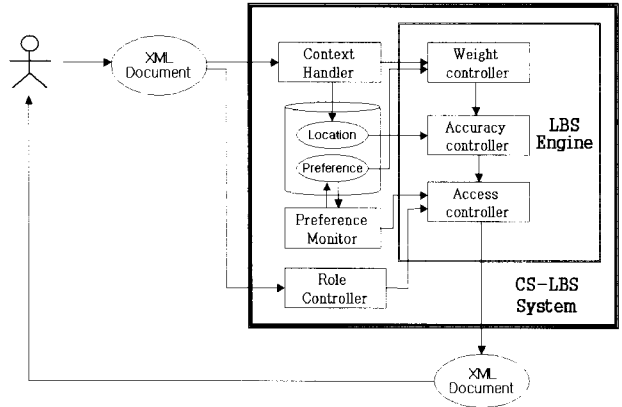 XML
Document
Context
Handler
Weight
controller
LBS
Engine
Location
Accuracy
controller
Preference
Access
controller
Preference
Monitor
Role
Controller
CS-LBS
System
XML
Document